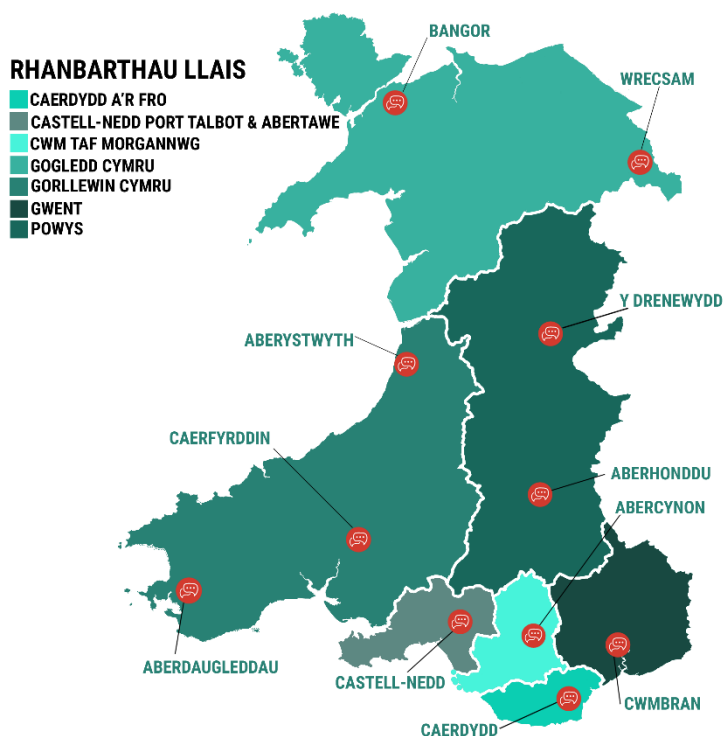 RHANBARTHAU LLAIS
CAERDYDD A'R FRO
CASTELL-NEDD PORT TALBOT & ABERTAWE
CWM TAF MORGANNWG
GOGLEDD CYMRU
GORLLEWIN CYMRU
GWENT
POWYS
BANGOR
WRECSAM
Y DRENEWYDD
ABERYSTWYTH
CAERFYRDDIN
ABERHONDDU
ABERCYNON
ABERDAUGLEDDAU
CASTELL-NEDD
CWMBRAN
CAERDYDD